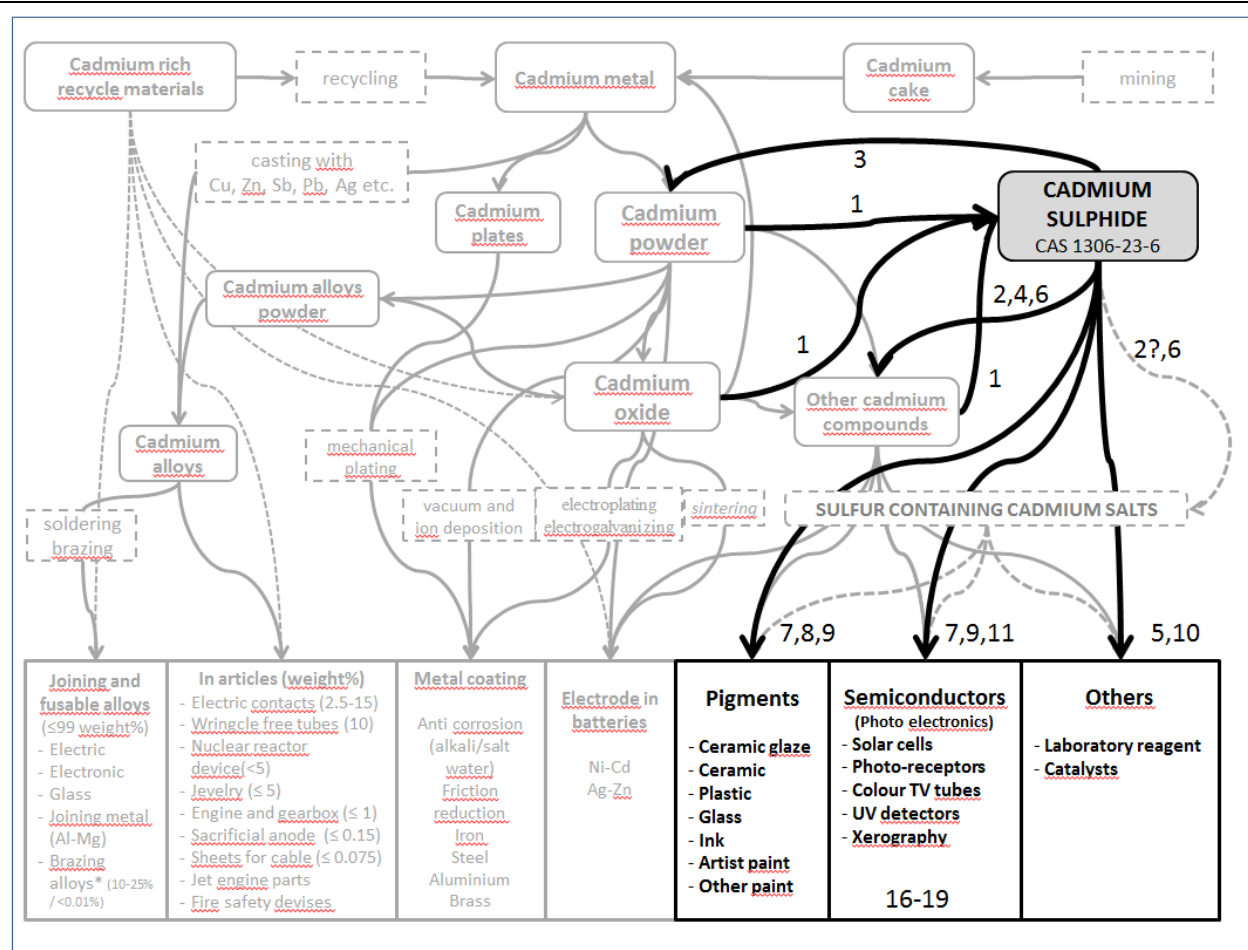 Cadmium rich
recycle materials
recycling
Cadmium metal
Cadmium
cake
mining
casting with
Cu, Zn, Sb, Pb, Ag etc.
3
CADMIUM
SULPHIDE
CAS 1306-23-6
Cadmium
plates
Cadmium
powder
1
Cadmium alloys
powder
2,4,6
1
2?,6
Cadmium
oxide
1
Other cadmium
compounds
Cadmium
alloys
mechanical
plating
vacuum and
ion deposition
electroplating
electrogalvanizing
sintering
SULFUR CONTAINING CADMIUM SALTS
soldering
brazing
7,8,9
7,9,11
5,10
Joining and
fusable alloys
(≤99 weight%)
- Electric
- Electronic
- Glass
- Joining metal
(Al-Mg)
- Brazing
alloys* (10-25%
/ <0.01%)
In articles (weight%)
- Electric contacts (2.5-15)
- Wringcle free tubes (10)
- Nuclear reactor
device(<5)
- Jevelry (≤ 5)
- Engine and gearbox (≤ 1)
- Sacrificial anode (≤ 0.15)
- Sheets for cable (≤ 0.075)
- Jet engine parts
- Fire safety devises
Metal coating
Anti corrosion
(alkali/salt
water)
Friction
reduction
Iron
Steel
Aluminium
Brass
Electrode in
batteries
Ni-Cd
Ag-Zn
Pigments
- Ceramic glaze
- Ceramic
- Plastic
- Glass
- Ink
- Artist paint
- Other paint
Semiconductors
(Photo electronics)
- Solar cells
- Photo-receptors
- Colour TV tubes
- UV detectors
- Xerography
16-19
Others
- Laboratory reagent
- Catalysts